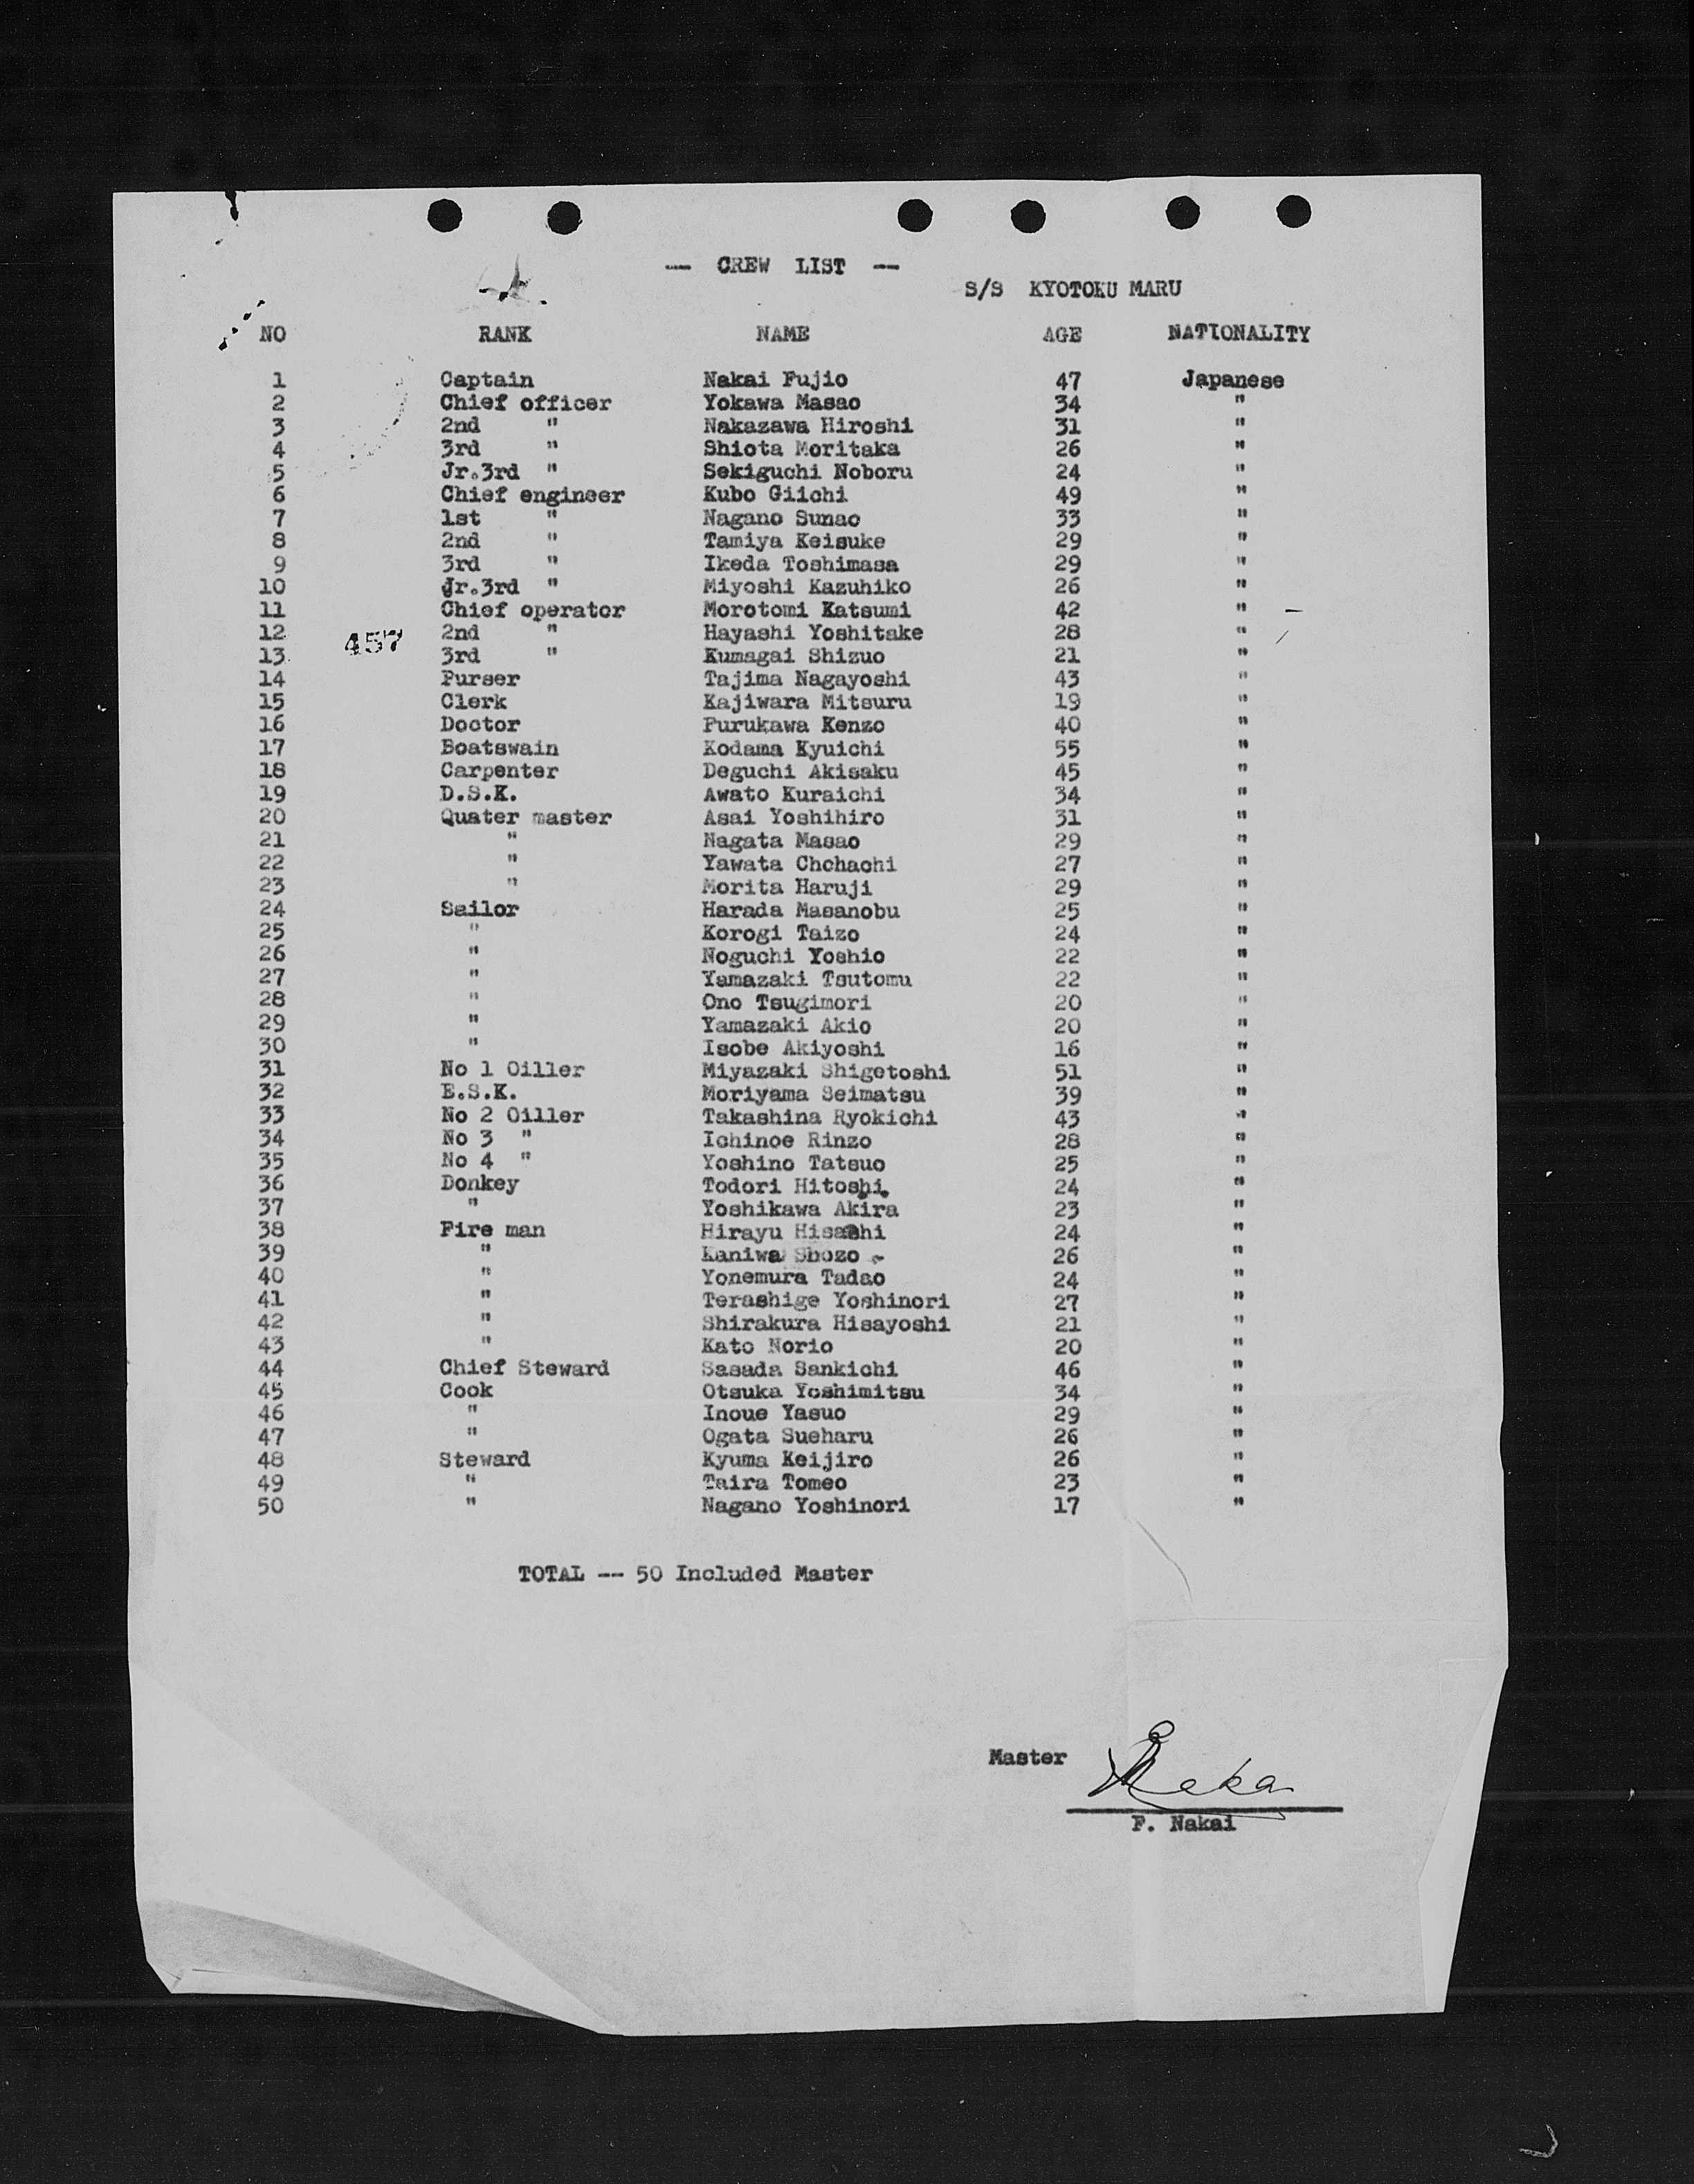 -- CREW LIST --
S/S KYOTOKU MARU
NO RANK NAME AGE NATIONALITY
1 Captain Nakai Fujio 47 Japanese
2 Chief officer Yokawa Masao 34 "
3 2nd " Nakazawa Hiroshi 31 "
4 3rd " Shiota Moritaka 26 "
5 Jr.3rd " Sekiguchi Noboru 24 "
6 Chief engineer Kubo Giichi 49 "
7 1st " Nagano Sunao 33 "
8 2nd " Tamiya Keisuke 29 "
9 3rd " Ikeda Toshimasa 29 "
10 Jr.3rd " Miyoshi Kazuhiko 26 "
11 Chief operator Morotomi Katsumi 42 "
12 2nd " Hayashi Yoshitake 28 "
457
13 3rd " Kumagai Shizuo 21 "
14 Purser Tajima Nagayoshi 43 "
15 Clerk Kajiwara Mitsuru 19 "
16 Doctor Furukawa Kenzo 40 "
17 Boatswain Kodama Kyuichi 55 "
18 Carpenter Deguchi Akisaku 45 "
19 D.S.K. Awato Kuraichi 34 "
20 Quater master Asai Yoshihiro 31 "
21 " Nagata Masao 29 "
22 " Yawata Chohachi 27 "
23 " Morita Haruji 29 "
24 Sailor Harada Masanobu 25 "
25 " Korogi Taizo 24 "
26 " Noguchi Yoshio 22 "
27 " Yamazaki Tsutomu 22 "
28 " Ono Tsugimori 20 "
29 " Yamazaki Akio 20 "
30 " Isobe Akiyoshi 16 "
31 No 1 Oiller Miyazaki Shigetoshi 51 "
32 E.S.K. Moriyama Seimatsu 39 "
33 No 2 Oiller Takashina Ryokichi 43 "
34 No 3 " Ichinoe Rinzo 28 "
35 No 4 " Yoshino Tatsuo 25 "
36 Donkey Todori Hitoshi. 24 "
37 " Yoshikawa Akira 23 "
38 Fire man Hirayu Hisashi 24 "
39 " Kaniwa Shozo 26 "
40 " Yonemura Tadao 24 "
41 " Terashige Yoshinori 27 "
42 " Shirakura Hisayoshi 21 "
43 " Kato Norio 20 "
44 Chief Steward Sasada Sankichi 46 "
45 Cook Otsuka Yoshimitsu 34 "
46 " Inoue Yasuo 29 "
47 " Ogata Sueharu 26 "
48 Steward Kyuma Keijiro 26 "
49 " Taira Tomeo 23 "
50 " Nagano Yoshinori 17 "
TOTAL -- 50 Included Master
Master
F. Nakai